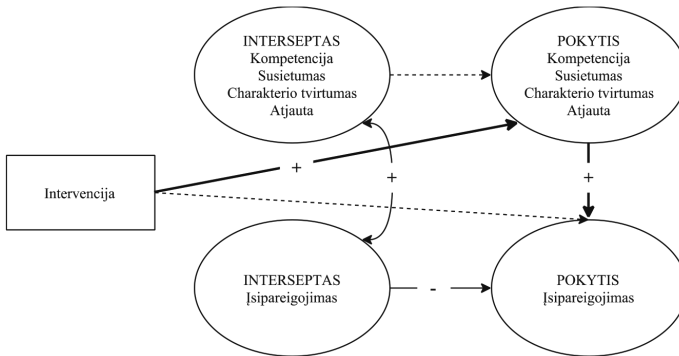 INTERSEPTAS
Kompetencija
Susietumas
Charakterio tvirtumas
Atjauta
POKYTIS
Kompetencija
Susietumas
Charakterio tvirtumas
Atjauta
+
+
+
Intervencija
INTERSEPTAS
Įsipareigojimas
-
POKYTIS
Įsipareigojimas